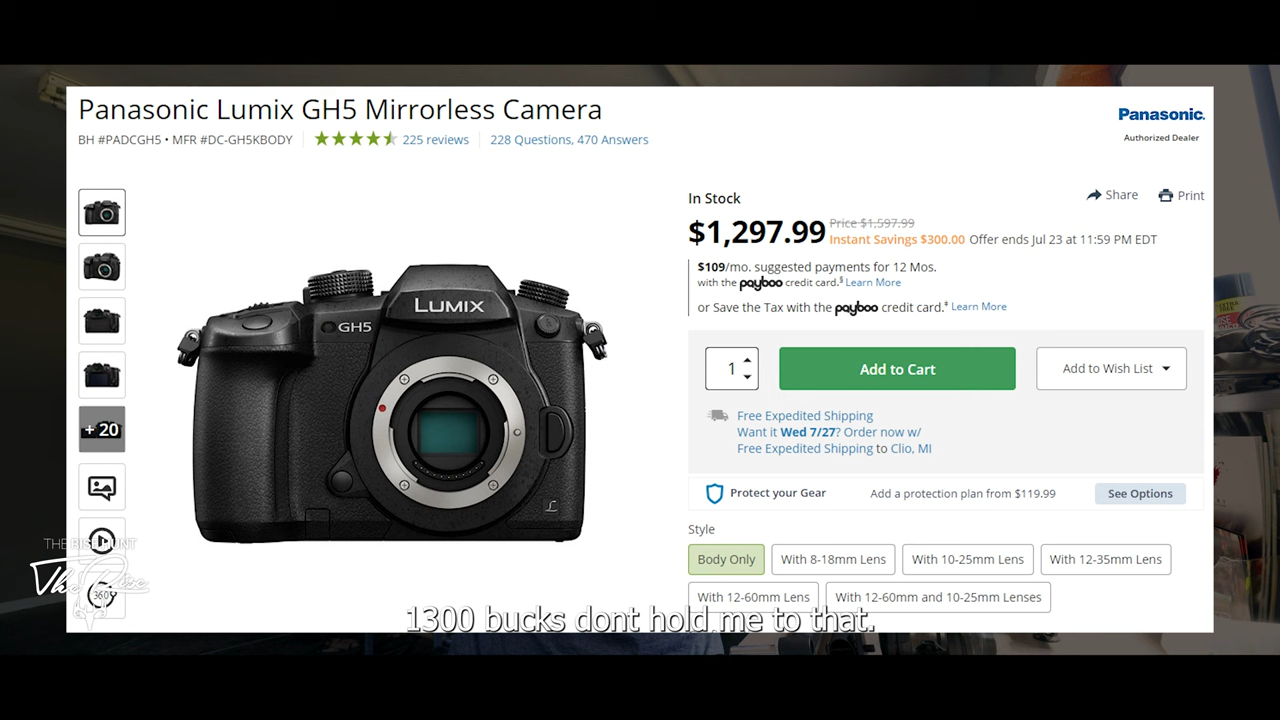 Panasonic Lumix GH5 Mirrorless Camera
BH #PADCGH5 • MFR #DC-GH5KBODY
225 reviews
228 Questions, 470 Answers
Panasonic.
Authorized Dealer
In Stock
Share
Print
$1,297.99
Price $1,597.99
Instant Savings $300.00 Offer ends Jul 23 at 11:59 PM EDT
$109/mo. suggested payments for 12 Mos.
with the payboo credit card.§ Learn More
or Save the Tax with the payboo credit card.‡ Learn More
LUMIX
GH5
L
1
Add to Cart
Add to Wish List
Free Expedited Shipping
Want it Wed 7/27? Order now w/
Free Expedited Shipping to Clio, MI
+ 20
Protect your Gear
Add a protection plan from $119.99
See Options
Style
Body Only
With 8-18mm Lens
With 10-25mm Lens
With 12-35mm Lens
With 12-60mm Lens
With 12-60mm and 10-25mm Lenses
THE RISE HUNT
The Rise
360°
1300 bucks dont hold me to that.